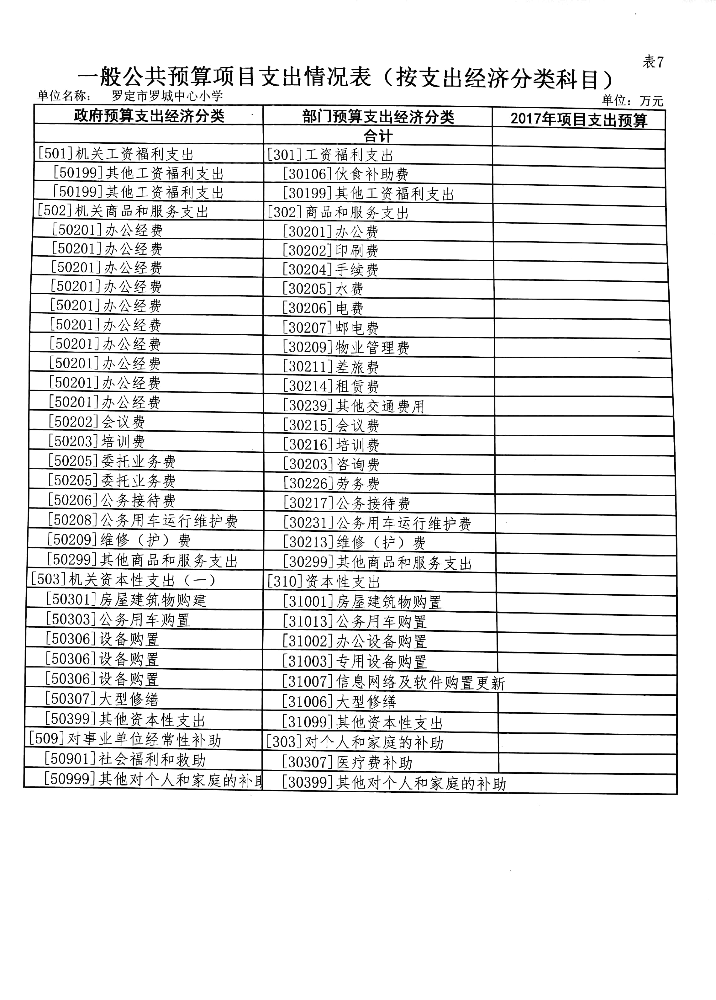 表7
一般公共预算项目支出情况表（按支出经济分类科目）
单位名称： 罗定市罗城中心小学 单位：万元
政府预算支出经济分类 部门预算支出经济分类 2017年项目支出预算
合计
[501]机关工资福利支出 [301]工资福利支出
[50199]其他工资福利支出 [30106]伙食补助费
[50199]其他工资福利支出 [30199]其他工资福利支出
[502]机关商品和服务支出 [302]商品和服务支出
[50201]办公经费 [30201]办公费
[50201]办公经费 [30202]印刷费
[50201]办公经费 [30204]手续费
[50201]办公经费 [30205]水费
[50201]办公经费 [30206]电费
[50201]办公经费 [30207]邮电费
[50201]办公经费 [30209]物业管理费
[50201]办公经费 [30211]差旅费
[50201]办公经费 [30214]租赁费
[50201]办公经费 [30239]其他交通费用
[50202]会议费 [30215]会议费
[50203]培训费 [30216]培训费
[50205]委托业务费 [30203]咨询费
[50205]委托业务费 [30226]劳务费
[50206]公务接待费 [30217]公务接待费
[50208]公务用车运行维护费 [30231]公务用车运行维护费
[50209]维修（护）费 [30213]维修（护）费
[50299]其他商品和服务支出 [30299]其他商品和服务支出
[503]机关资本性支出（一） [310]资本性支出
[50301]房屋建筑物购建 [31001]房屋建筑物购置
[50303]公务用车购置 [31013]公务用车购置
[50306]设备购置 [31002]办公设备购置
[50306]设备购置 [31003]专用设备购置
[50306]设备购置 [31007]信息网络及软件购置更新
[50307]大型修缮 [31006]大型修缮
[50399]其他资本性支出 [31099]其他资本性支出
[509]对事业单位经常性补助 [303]对个人和家庭的补助
[50901]社会福利和救助 [30307]医疗费补助
[50999]其他对个人和家庭的补助 [30399]其他对个人和家庭的补助